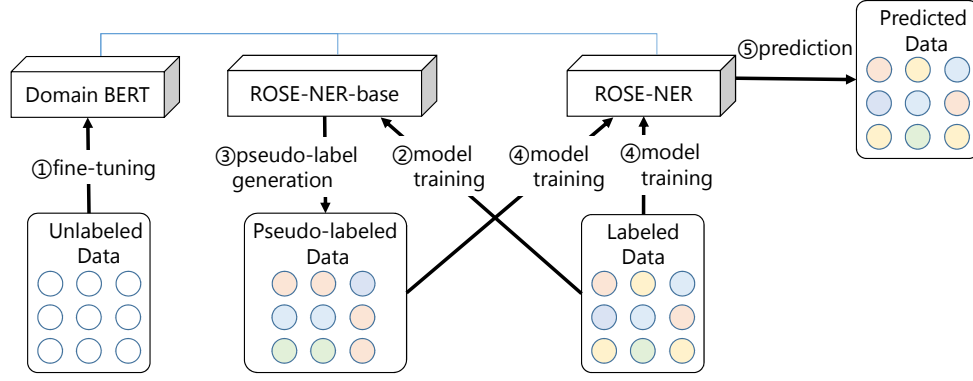 Predicted
Data
⑤prediction
Domain BERT
ROSE-NER-base
ROSE-NER
①fine-tuning
③pseudo-label
generation
②model
training
④model
training
④model
training
Unlabeled
Data
Pseudo-labeled
Data
Labeled
Data